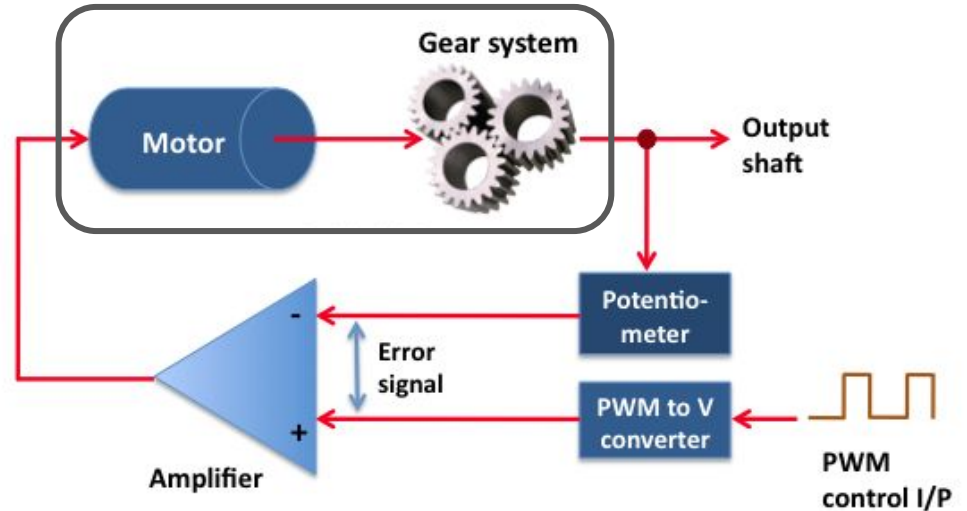 Gear system
Motor
Output
shaft
Potentio-
meter
-
Error
signal
+
PWM to V
converter
Amplifier
PWM
control I/P